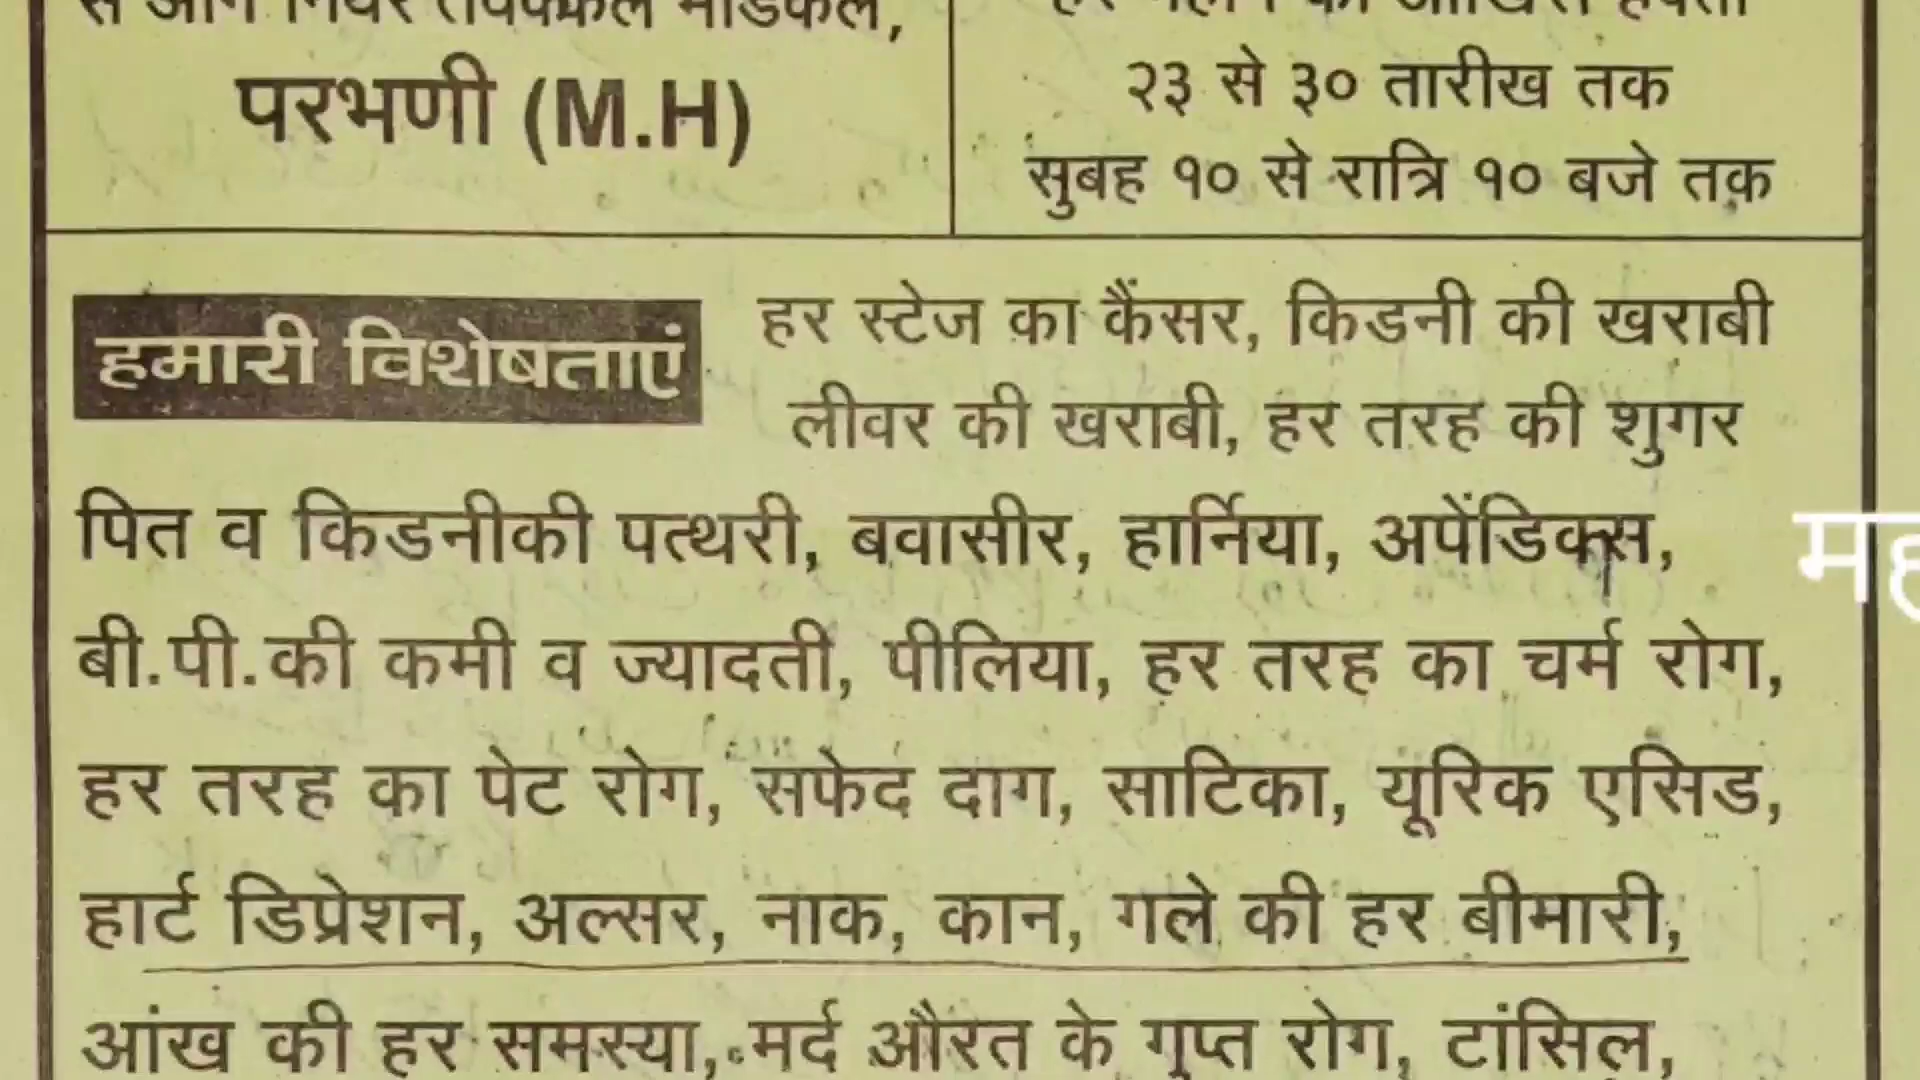 परभणी (M.H)
२३ से ३० तारीख तक
सुबह १० से रात्रि १० बजे तक
हमारी विशेषताएं
हर स्टेज का कैंसर, किडनी की खराबी
लीवर की खराबी, हर तरह की शुगर
पित व किडनीकी पत्थरी, बवासीर, हार्निया, अपेंडिक्स,
बी.पी.की कमी व ज्यादती, पीलिया, हर तरह का चर्म रोग,
हर तरह का पेट रोग, सफेद दाग, साटिका, यूरिक एसिड,
हार्ट डिप्रेशन, अल्सर, नाक, कान, गले की हर बीमारी,
आंख की हर समस्या, मर्द औरत के गुप्त रोग, टांसिल,